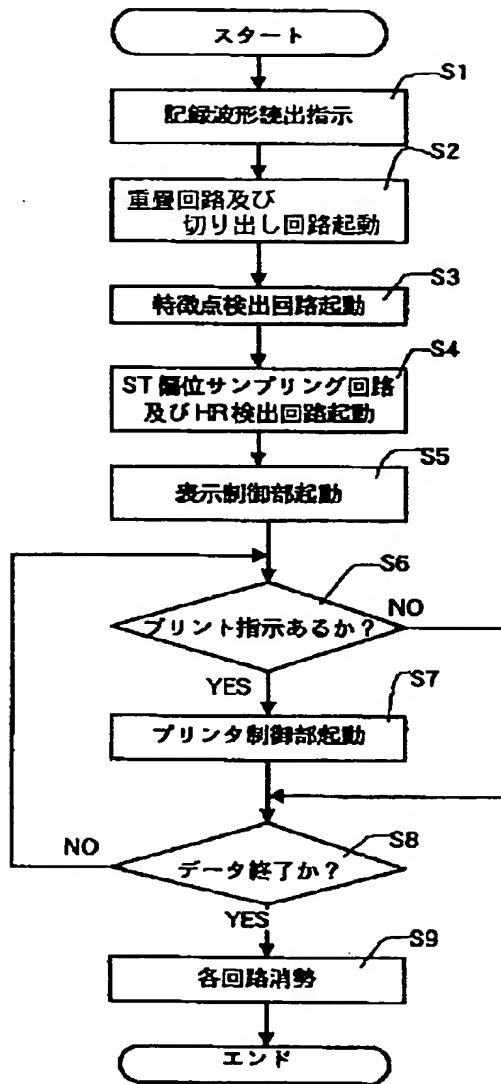 スタート
S1
記録波形読出指示
S2
重畳回路及び
切り出し回路起動
S3
特徴点検出回路起動
S4
ST偏位サンプリング回路
及びHR検出回路起動
S5
表示制御部起動
S6
プリント指示あるか?
NO
YES
S7
プリンタ制御部起動
S8
NO
データ終了か?
YES
S9
各回路消勢
エンド